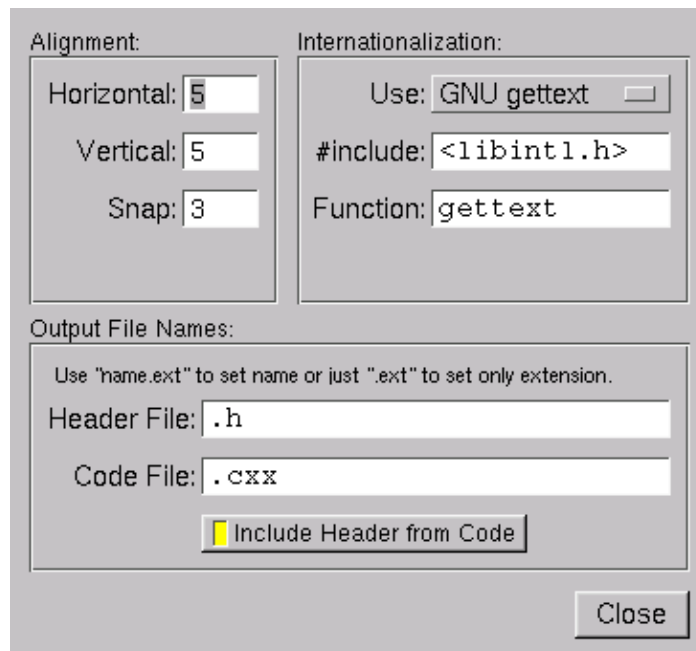 Alignment:
Horizontal: 5
Vertical: 5
Snap: 3
Internationalization:
Use: GNU gettext
#include: <libintl.h>
Function: gettext
Output File Names:
Use "name.ext" to set name or just ".ext" to set only extension.
Header File: .h
Code File: .cxx
Include Header from Code
Close